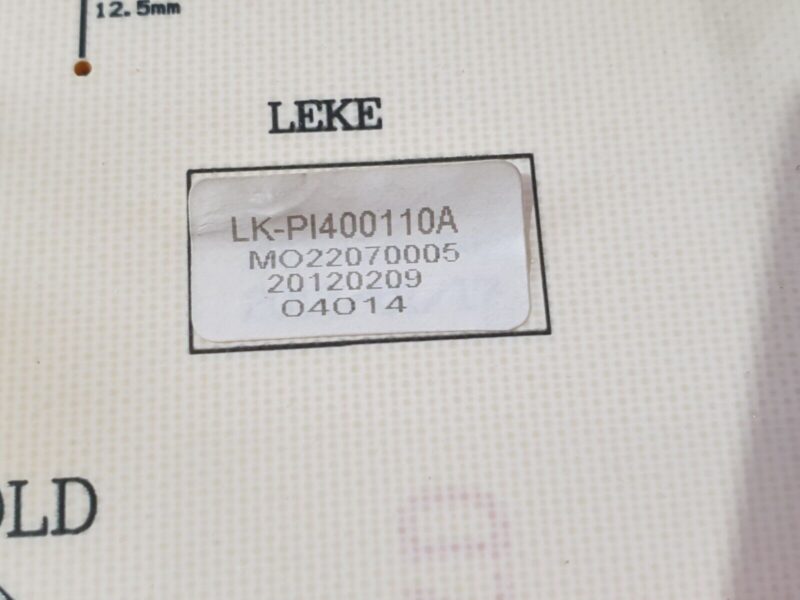 12.5mm
LEKE
LK-PI400110A
MO22070005
20120209
04014
OLD